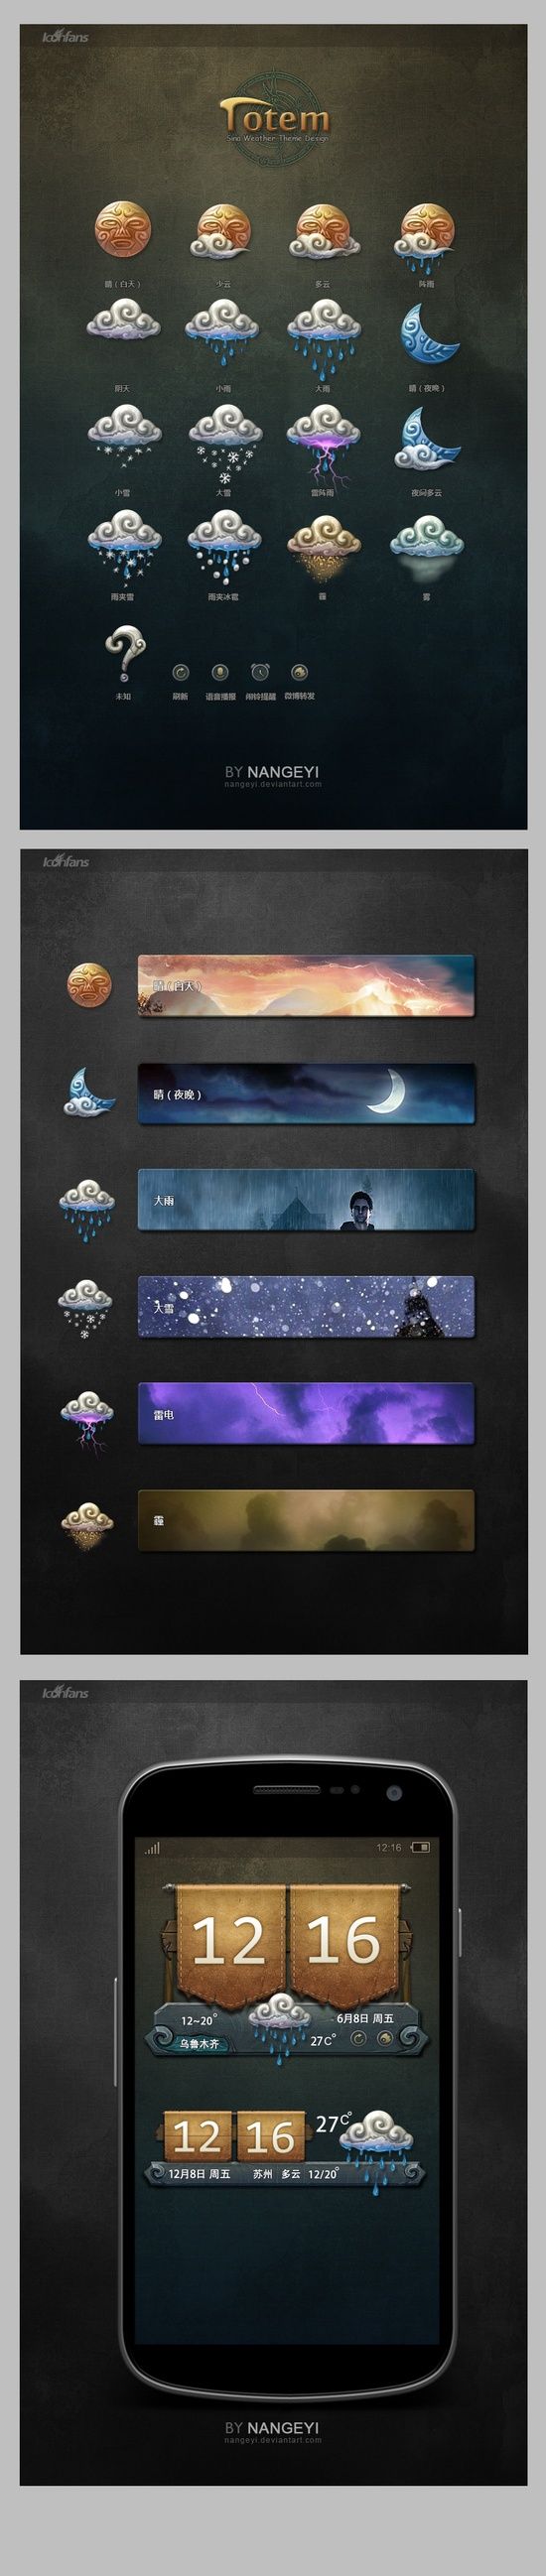 Iconfans
Totem
Sina Weather Theme Design
晴（白天） 少云 多云 阵雨
阴天 小雨 大雨 晴（夜晚）
小雪 大雪 雷阵雨 夜间多云
雨夹雪 雨夹冰雹 霾 雾
未知 刷新 语音播报 闹铃提醒 微博转发
BY NANGEYI
nangeyi.deviantart.com
Iconfans
晴（白天）
晴（夜晚）
大雨
大雪
雷电
霾
Iconfans
12:16
12 16
12~20° 6月8日 周五
乌鲁木齐 27C°
12 16 27C°
12月8日 周五 苏州 多云 12/20°
BY NANGEYI
nangeyi.deviantart.com